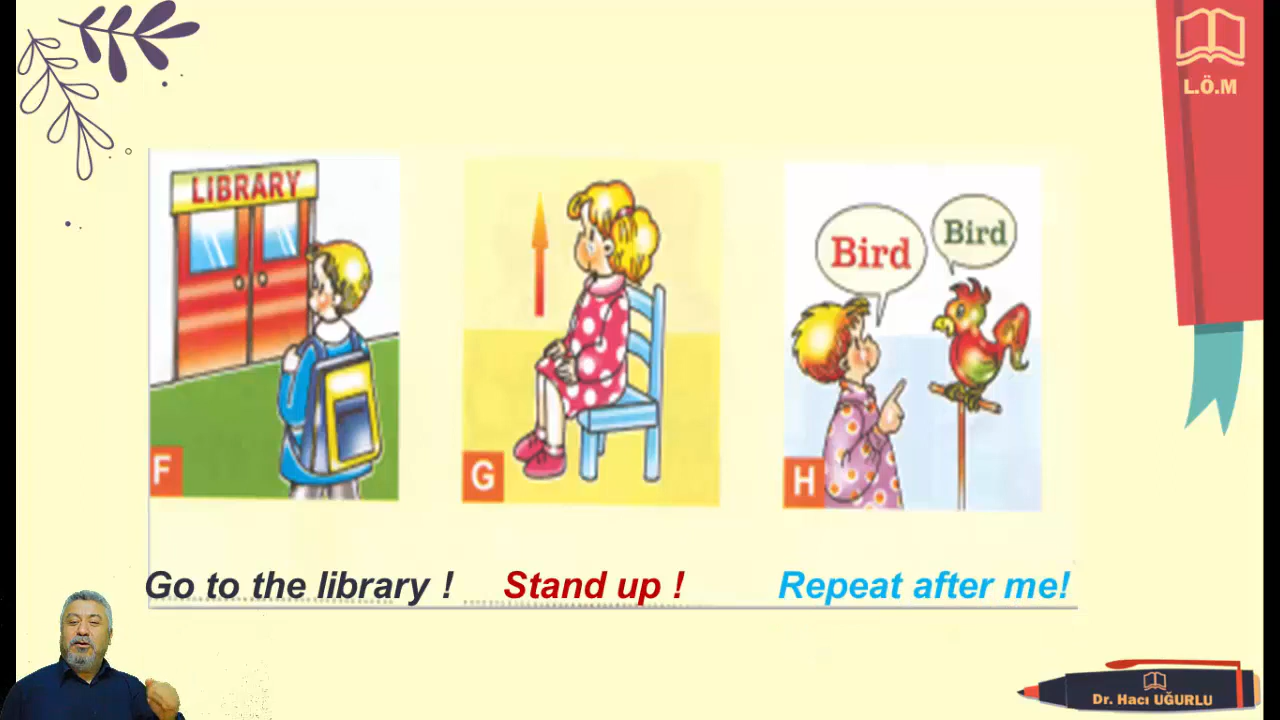 L.Ö.M
LIBRARY
Bird
Bird
F
G
H
Go to the library !
Stand up !
Repeat after me!
Dr. Hacı UĞURLU